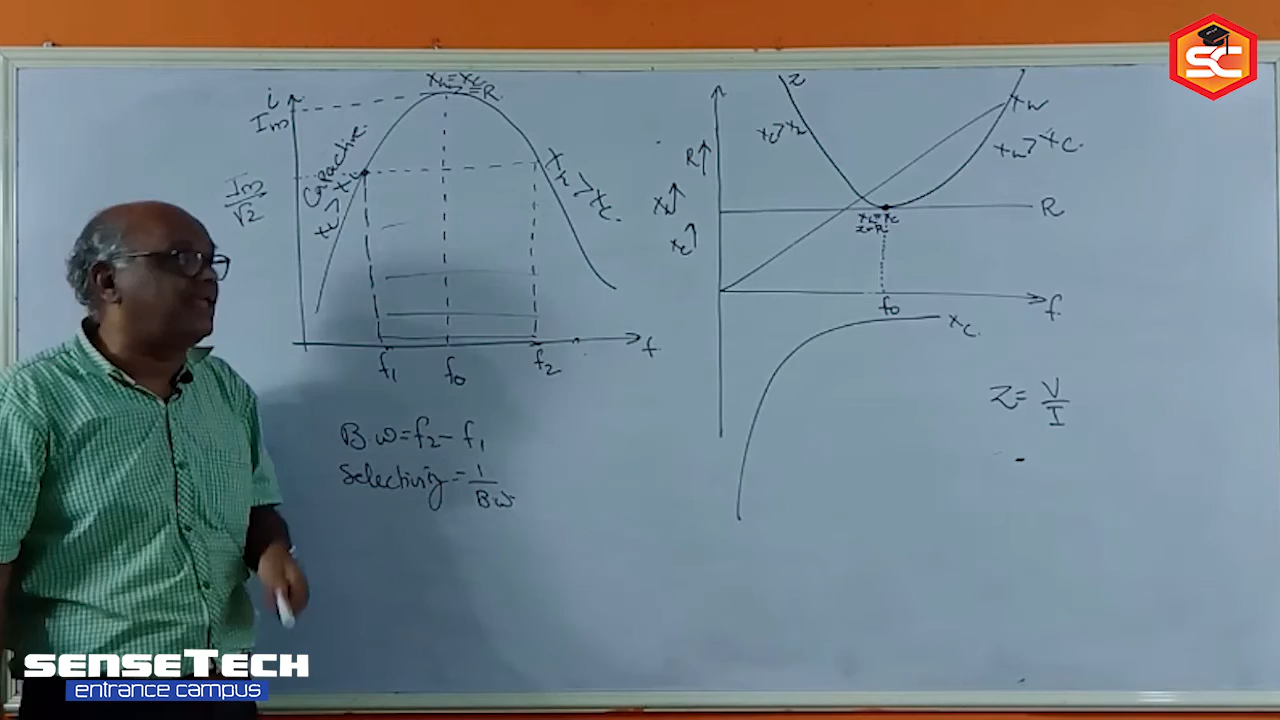 SC
i
Im
Im/√2
Capacitive
xc > xL
xL = xc
= R
xL > xc
f1
f0
f2
f
B.W = f2 - f1
Selectivity = 1/BW
R↑
xL↑
xc↑
Z
xc > xL
xL
xL > xc
R
xL = xc
Z = R
f0
f
xc
Z = V/I
SENSETECH
entrance campus